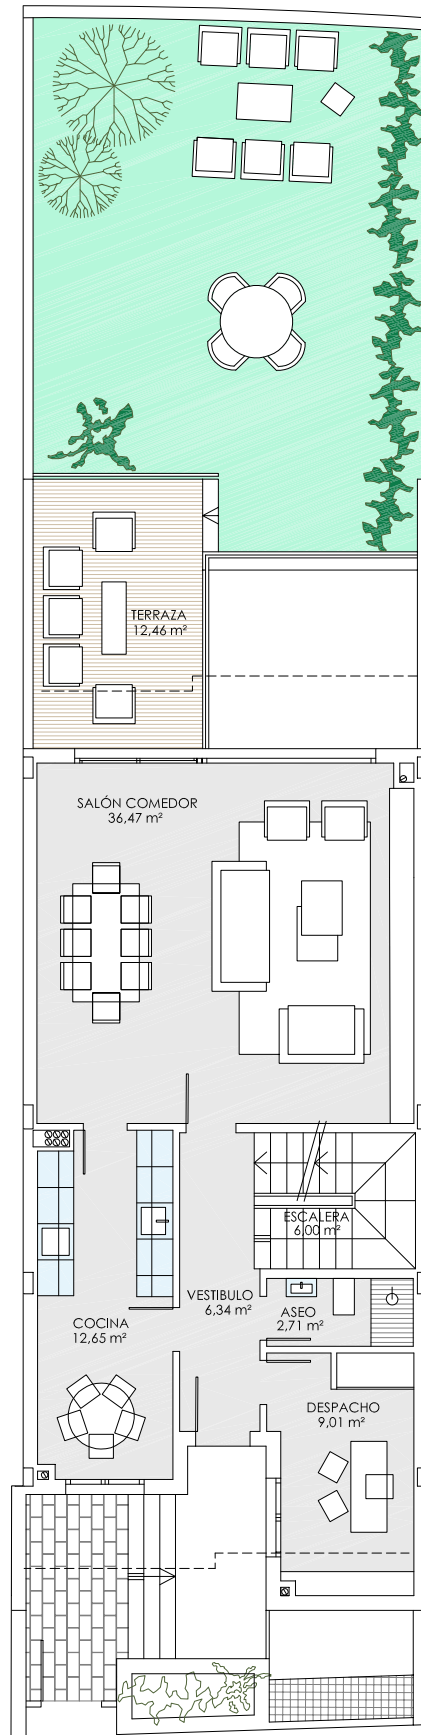 TERRAZA
12,46 m²
SALÓN COMEDOR
36,47 m²
ESCALERA
6,00 m²
VESTIBULO
6,34 m²
ASEO
2,71 m²
COCINA
12,65 m²
DESPACHO
9,01 m²